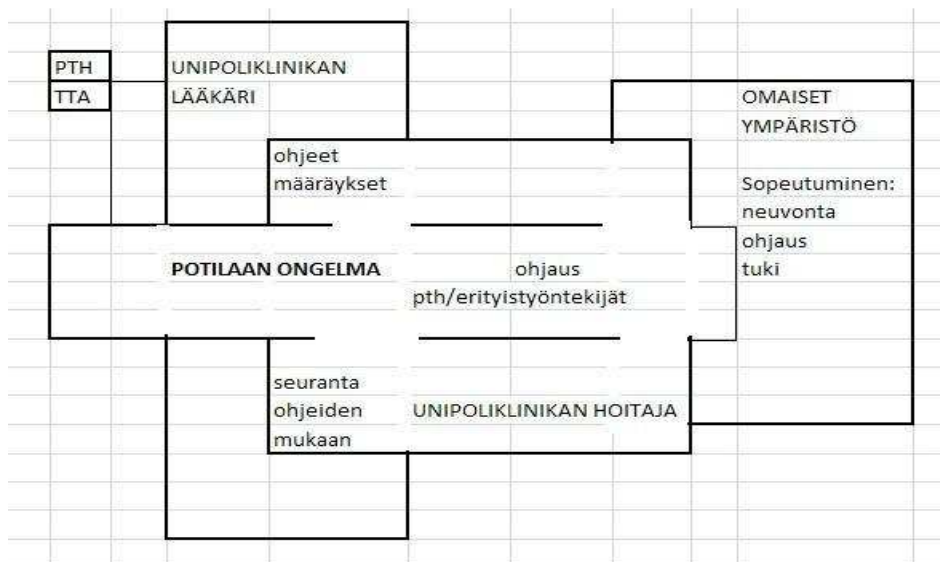 PTH
TTA
UNIPOLIKLINIKAN
LÄÄKÄRI
OMAISET
YMPÄRISTÖ
ohjeet
määräykset
Sopeutuminen:
neuvonta
ohjaus
tuki
POTILAAN ONGELMA
ohjaus
pth/erityistyöntekijät
seuranta
ohjeiden
mukaan
UNIPOLIKLINIKAN HOITAJA